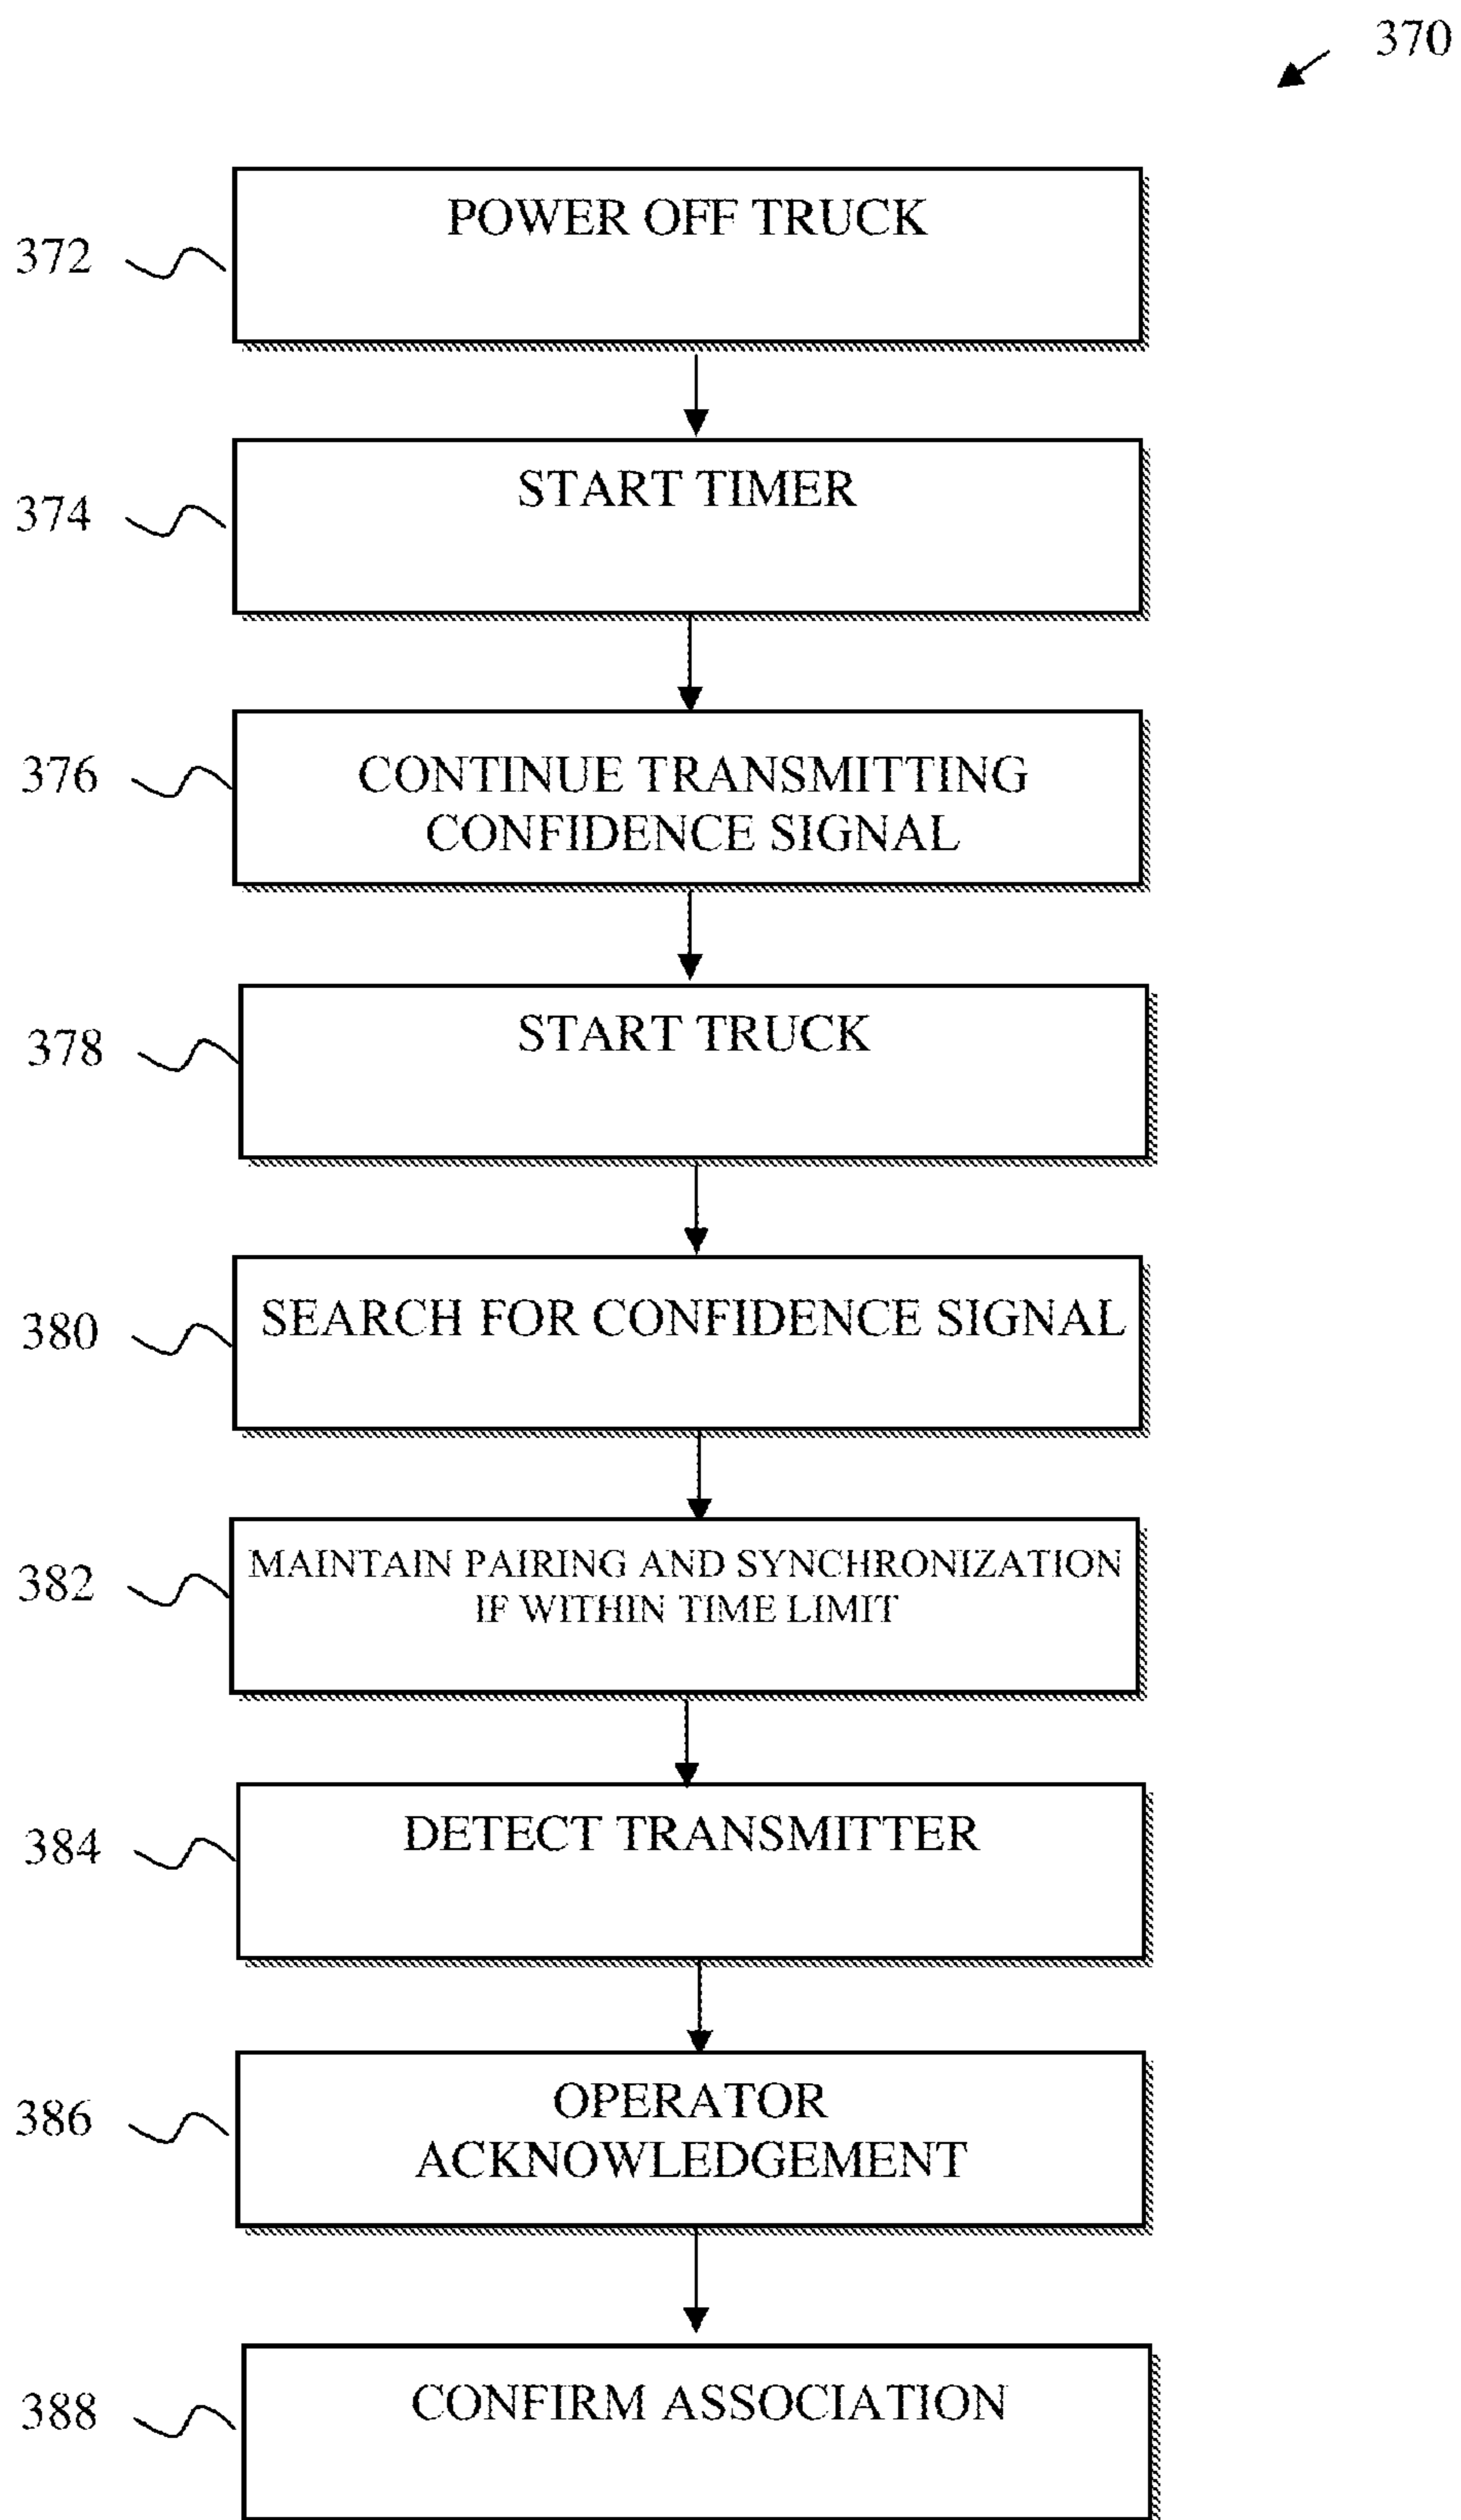 370
POWER OFF TRUCK
372
START TIMER
374
CONTINUE TRANSMITTING
CONFIDENCE SIGNAL
376
START TRUCK
378
SEARCH FOR CONFIDENCE SIGNAL
380
MAINTAIN PAIRING AND SYNCHRONIZATION
IF WITHIN TIME LIMIT
382
DETECT TRANSMITTER
384
OPERATOR
ACKNOWLEDGEMENT
386
CONFIRM ASSOCIATION
388